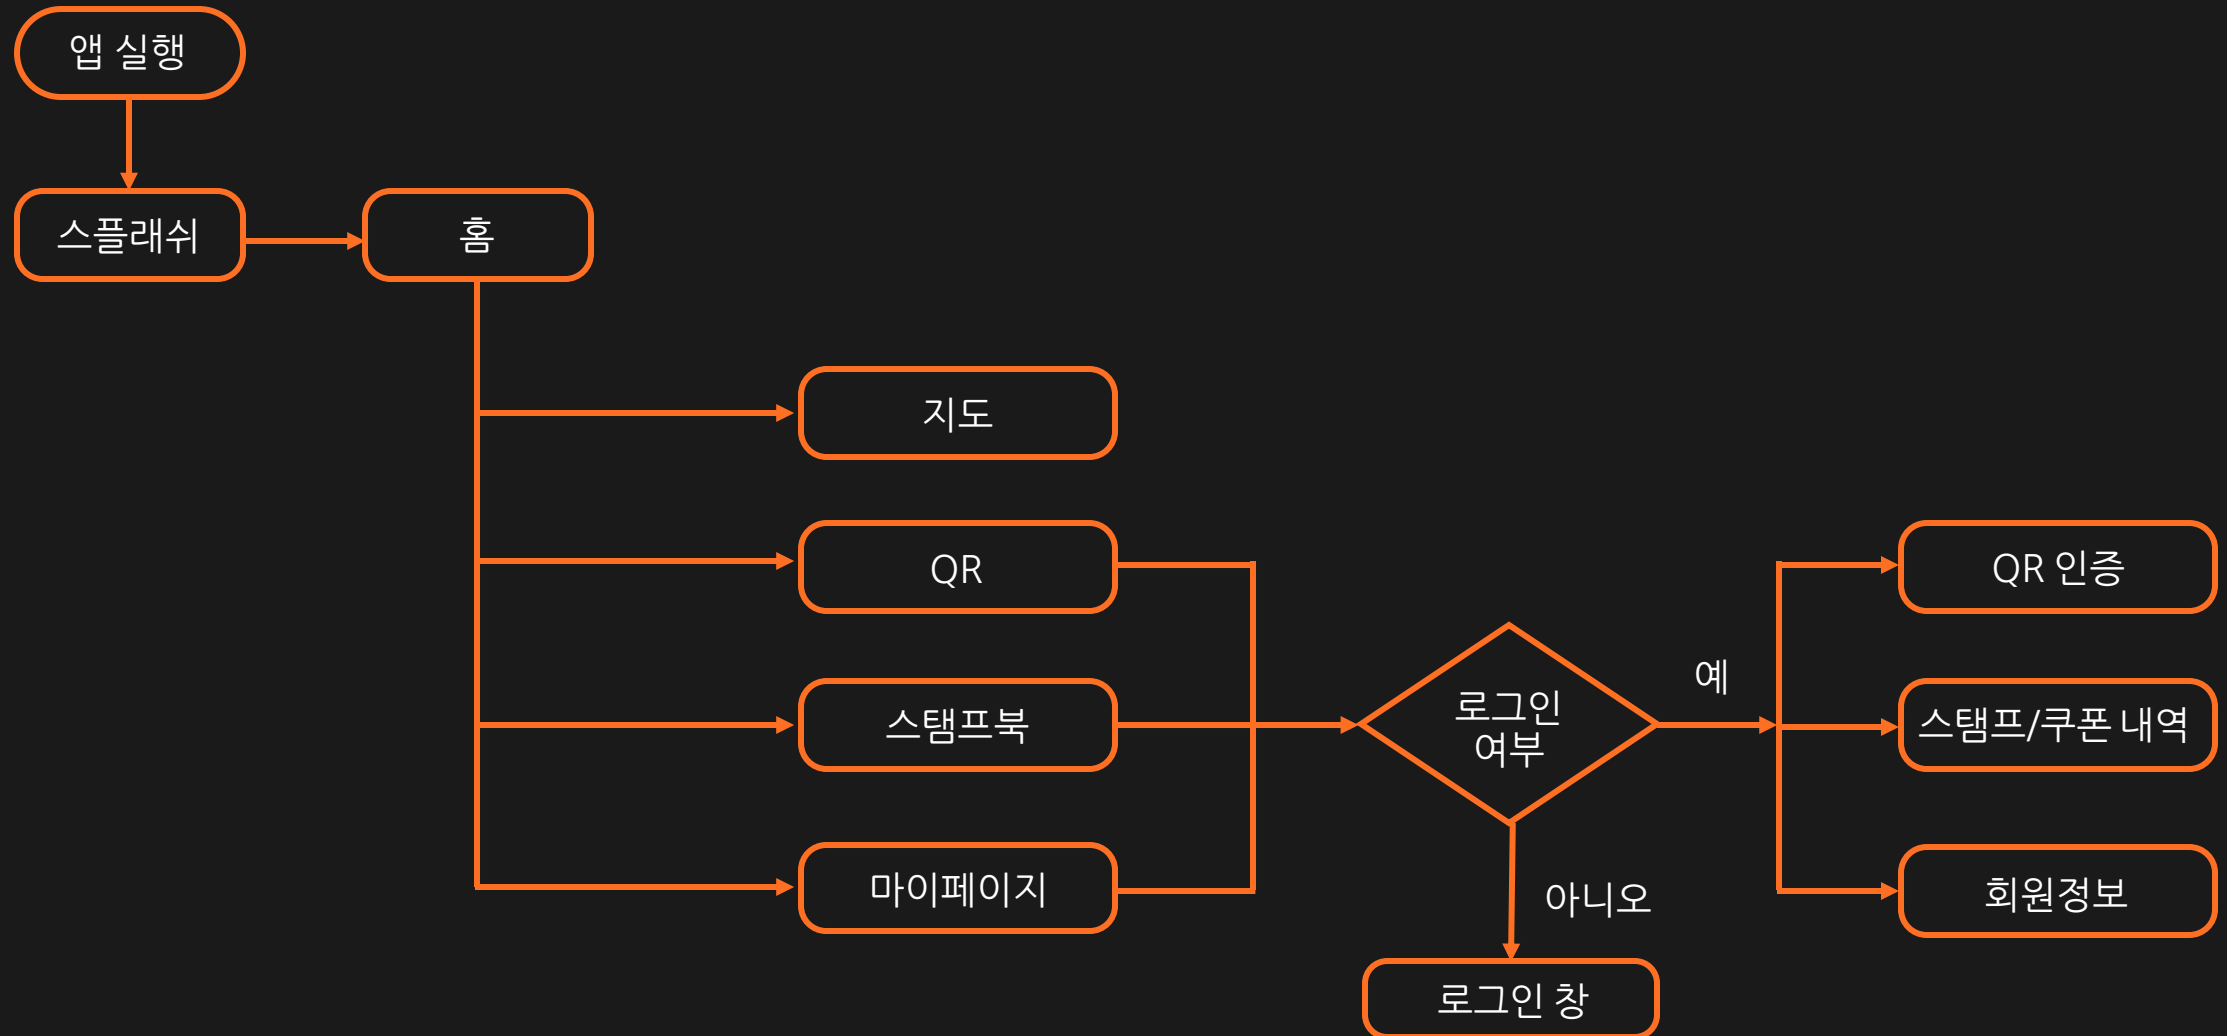 앱 실행
스플래쉬
홈
지도
QR
스탬프북
마이페이지
로그인
여부
예
아니오
로그인 창
QR 인증
스탬프/쿠폰 내역
회원정보